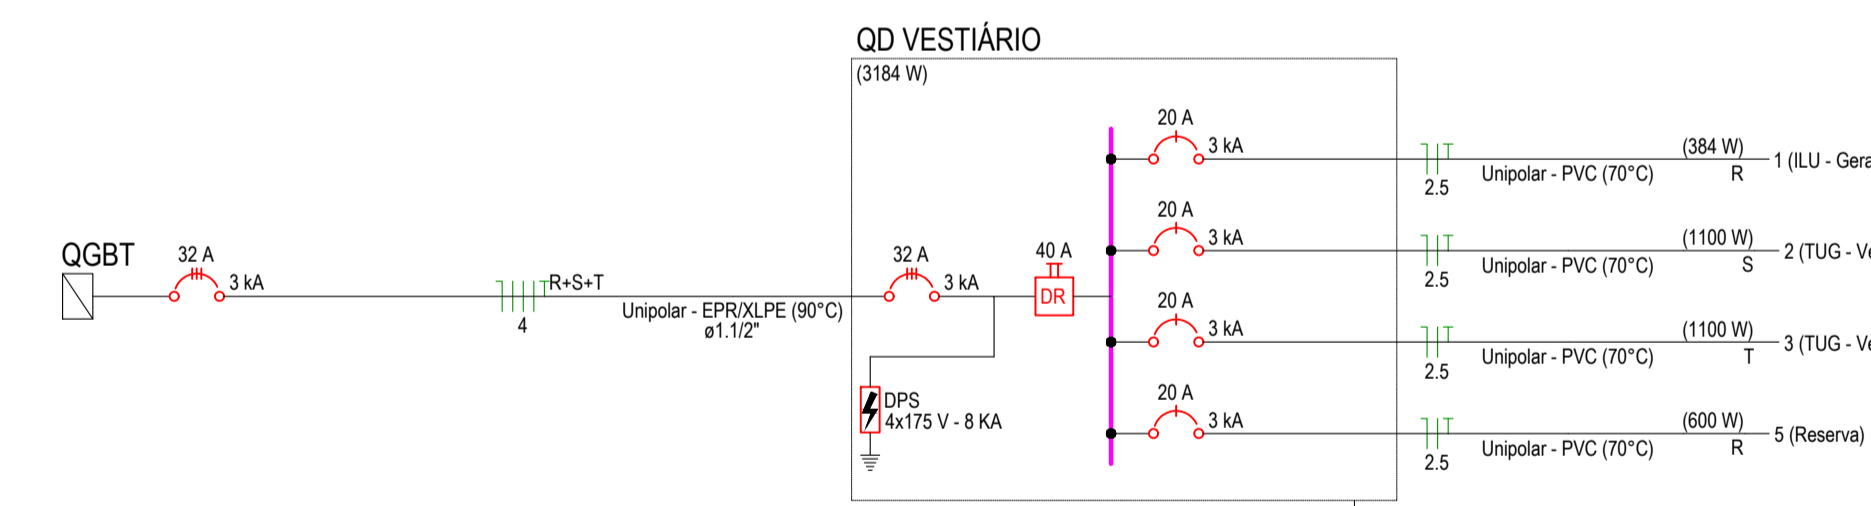 QD VESTIÁRIO
(3184 W)
QGBT
32 A
3 kA
R+S+T
4
Unipolar - EPR/XLPE (90°C)
ø1.1/2"
32 A
3 kA
40 A
DR
DPS
4x175 V - 8 KA
20 A
3 kA
2.5
Unipolar - PVC (70°C)
(384 W)
R
1 (ILU - Gera
20 A
3 kA
2.5
Unipolar - PVC (70°C)
(1100 W)
S
2 (TUG - Ve
20 A
3 kA
2.5
Unipolar - PVC (70°C)
(1100 W)
T
3 (TUG - Ve
20 A
3 kA
2.5
Unipolar - PVC (70°C)
(600 W)
R
5 (Reserva)